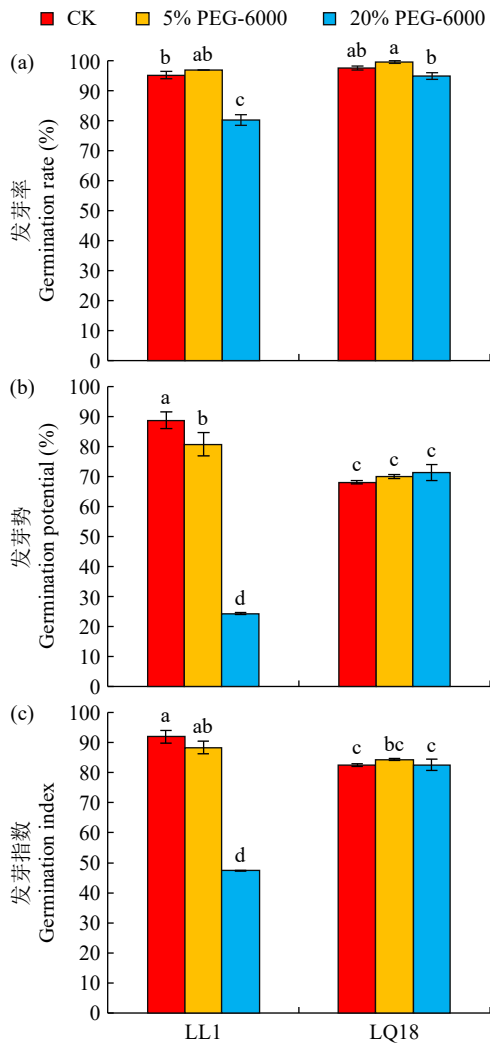 CK 5% PEG-6000 20% PEG-6000
(a)
发芽率
Germination rate (%)
100
90
80
70
60
50
40
30
20
10
100
0
b ab c ab a b
(b)
发芽势
Germination potential (%)
100
90
80
70
60
50
40
30
20
10
0
a b d c c c
(c)
发芽指数
Germination index
100
90
80
70
60
50
40
30
20
10
0
a ab d c bc c
LL1 LQ18